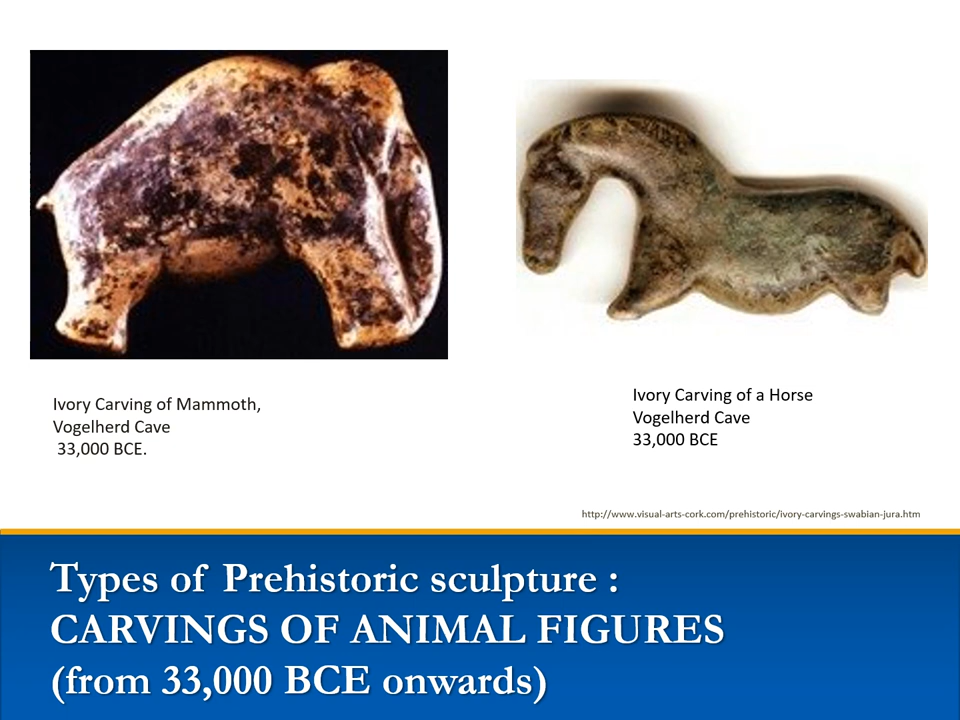 Ivory Carving of Mammoth,
Vogelherd Cave
33,000 BCE.
Ivory Carving of a Horse
Vogelherd Cave
33,000 BCE
http://www.visual-arts-cork.com/prehistoric/ivory-carvings-swabian-jura.htm
Types of Prehistoric sculpture :
CARVINGS OF ANIMAL FIGURES
(from 33,000 BCE onwards)